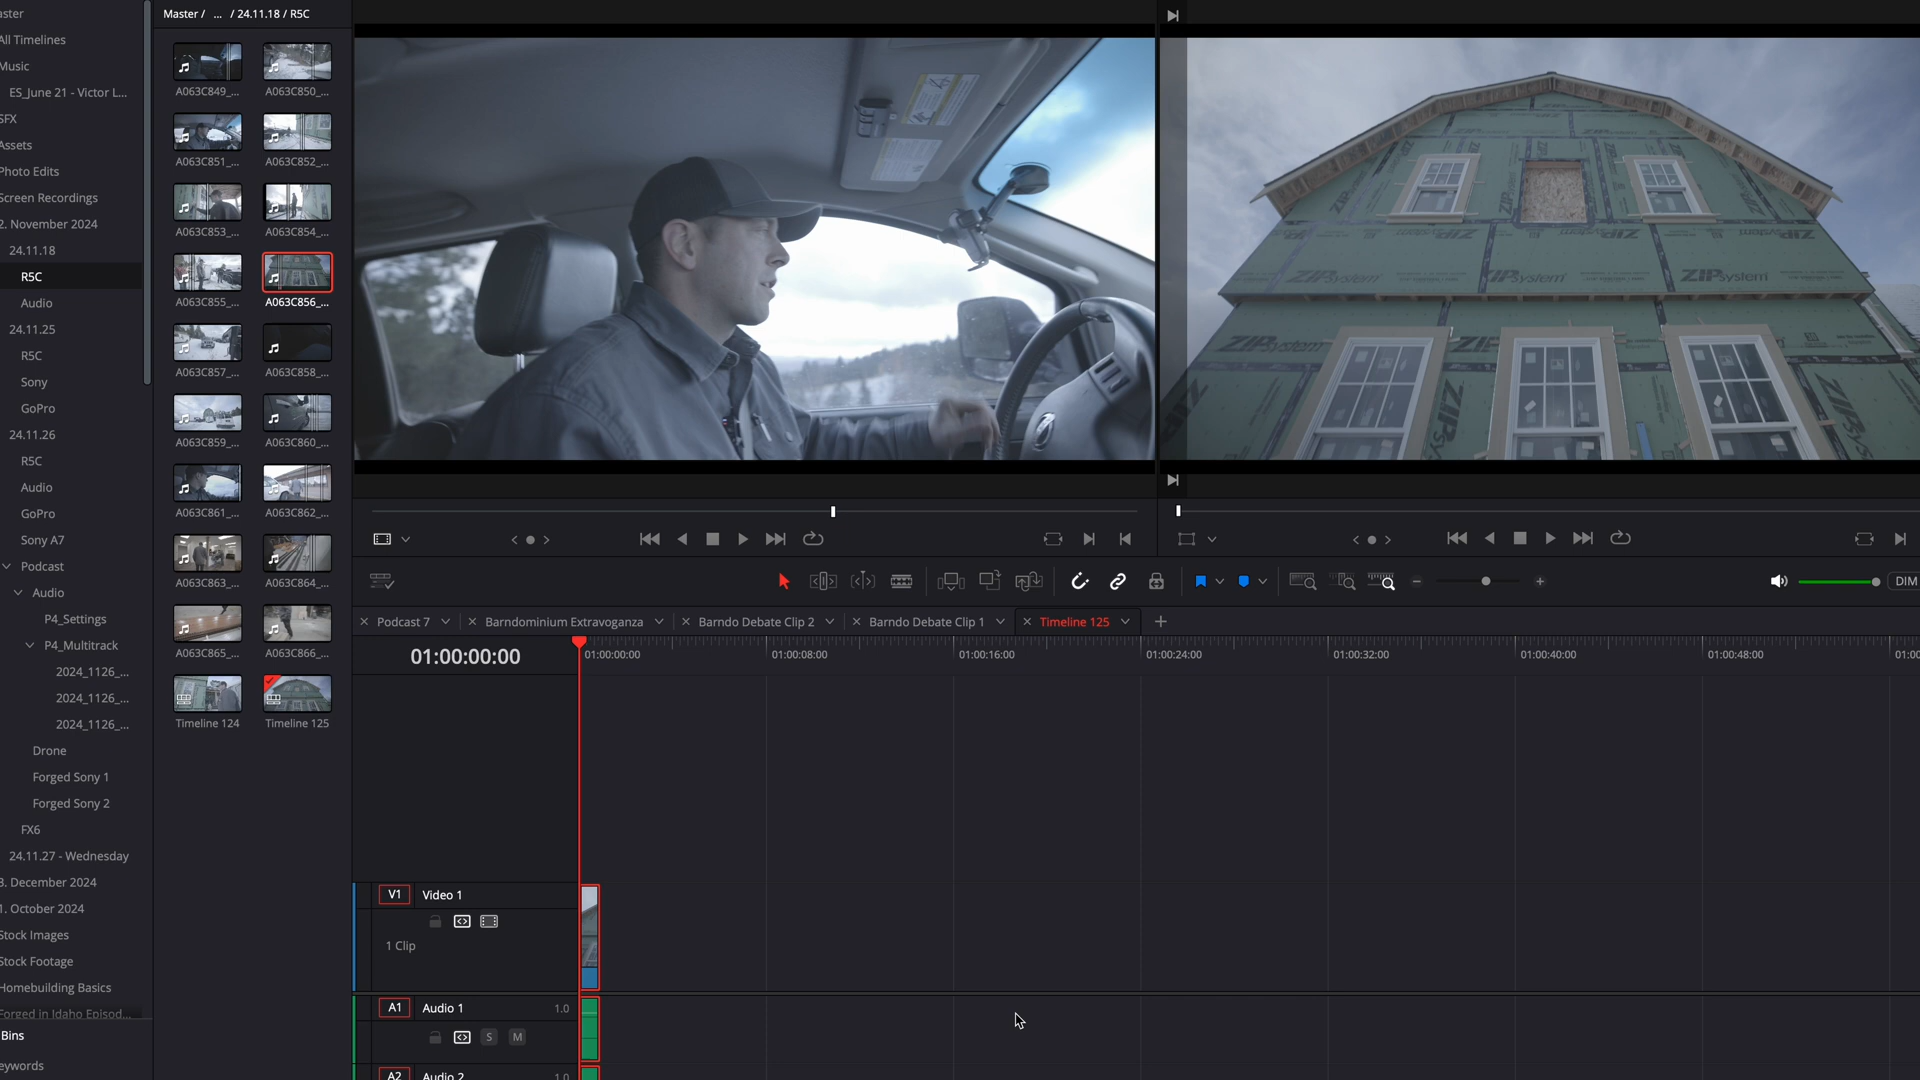 aster
All Timelines
Music
ES_June 21 - Victor L...
SFX
Assets
Photo Edits
Screen Recordings
2. November 2024
24.11.18
R5C
Audio
24.11.25
R5C
Sony
GoPro
24.11.26
R5C
Audio
GoPro
Sony A7
Podcast
Audio
P4_Settings
P4_Multitrack
2024_1126_...
2024_1126_...
2024_1126_...
Drone
Forged Sony 1
Forged Sony 2
FX6
24.11.27 - Wednesday
3. December 2024
1. October 2024
Stock Images
Stock Footage
Homebuilding Basics
Forged in Idaho Episod...
Bins
eywords
Master / ... / 24.11.18 / R5C
A063C849_... A063C850_...
A063C851_... A063C852_...
A063C853_... A063C854_...
A063C855_... A063C856_...
A063C857_... A063C858_...
A063C859_... A063C860_...
A063C861_... A063C862_...
A063C863_... A063C864_...
A063C865_... A063C866_...
Timeline 124 Timeline 125
ZIP system
ZIP system
DIM
Podcast 7 Barndominium Extravoganza Barndo Debate Clip 2 Barndo Debate Clip 1 Timeline 125
01:00:00:00
01:00:00:00 01:00:08:00 01:00:16:00 01:00:24:00 01:00:32:00 01:00:40:00 01:00:48:00 01:00
V1 Video 1
1 Clip
A1 Audio 1 1.0
S M
A2 Audio 2 1.0